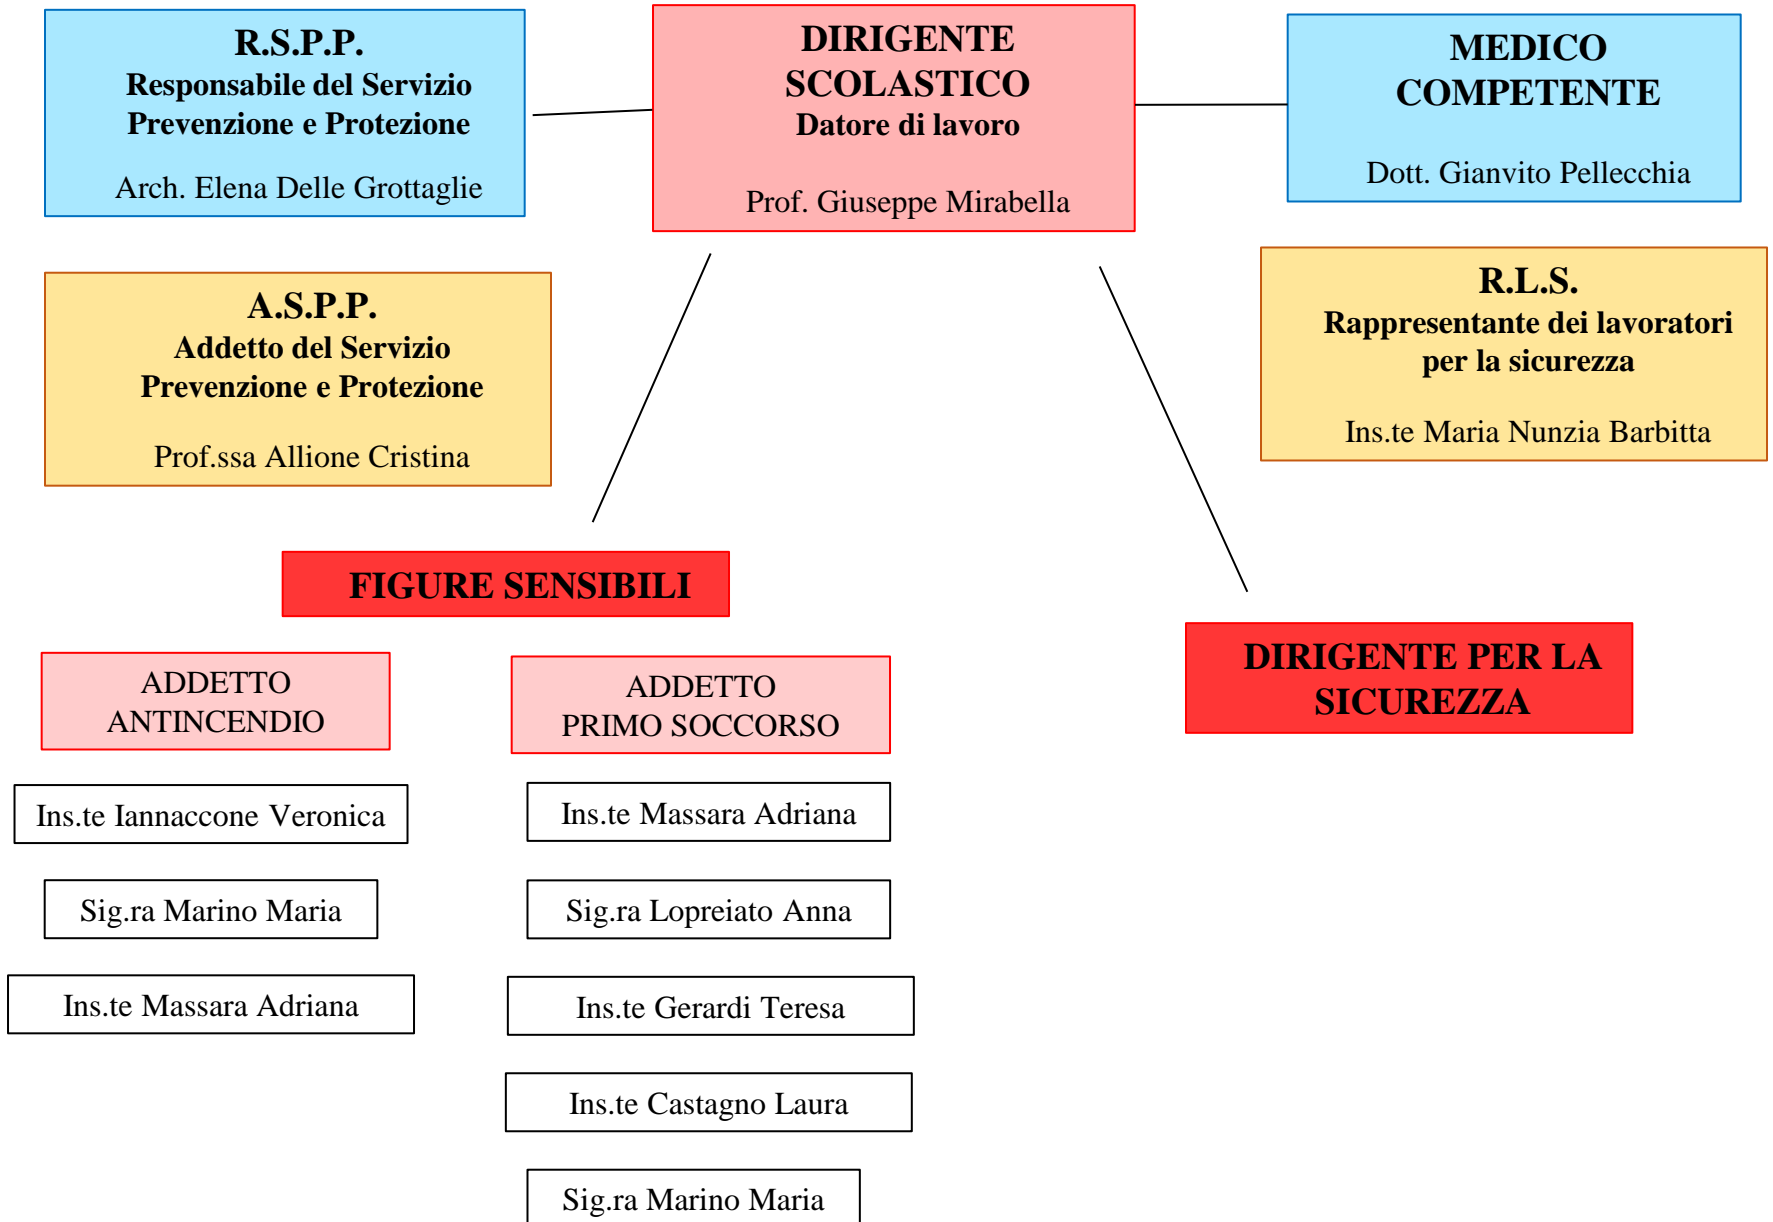 R.S.P.P.
Responsabile del Servizio
Prevenzione e Protezione
Arch. Elena Delle Grottaglie
DIRIGENTE
SCOLASTICO
Datore di lavoro
Prof. Giuseppe Mirabella
MEDICO
COMPETENTE
Dott. Gianvito Pellecchia
A.S.P.P.
Addetto del Servizio
Prevenzione e Protezione
Prof.ssa Allione Cristina
R.L.S.
Rappresentante dei lavoratori
per la sicurezza
Ins.te Maria Nunzia Barbitta
FIGURE SENSIBILI
DIRIGENTE PER LA
SICUREZZA
ADDETTO
ANTINCENDIO
Ins.te Iannaccone Veronica
Sig.ra Marino Maria
Ins.te Massara Adriana
ADDETTO
PRIMO SOCCORSO
Ins.te Massara Adriana
Sig.ra Lopreiato Anna
Ins.te Gerardi Teresa
Ins.te Castagno Laura
Sig.ra Marino Maria